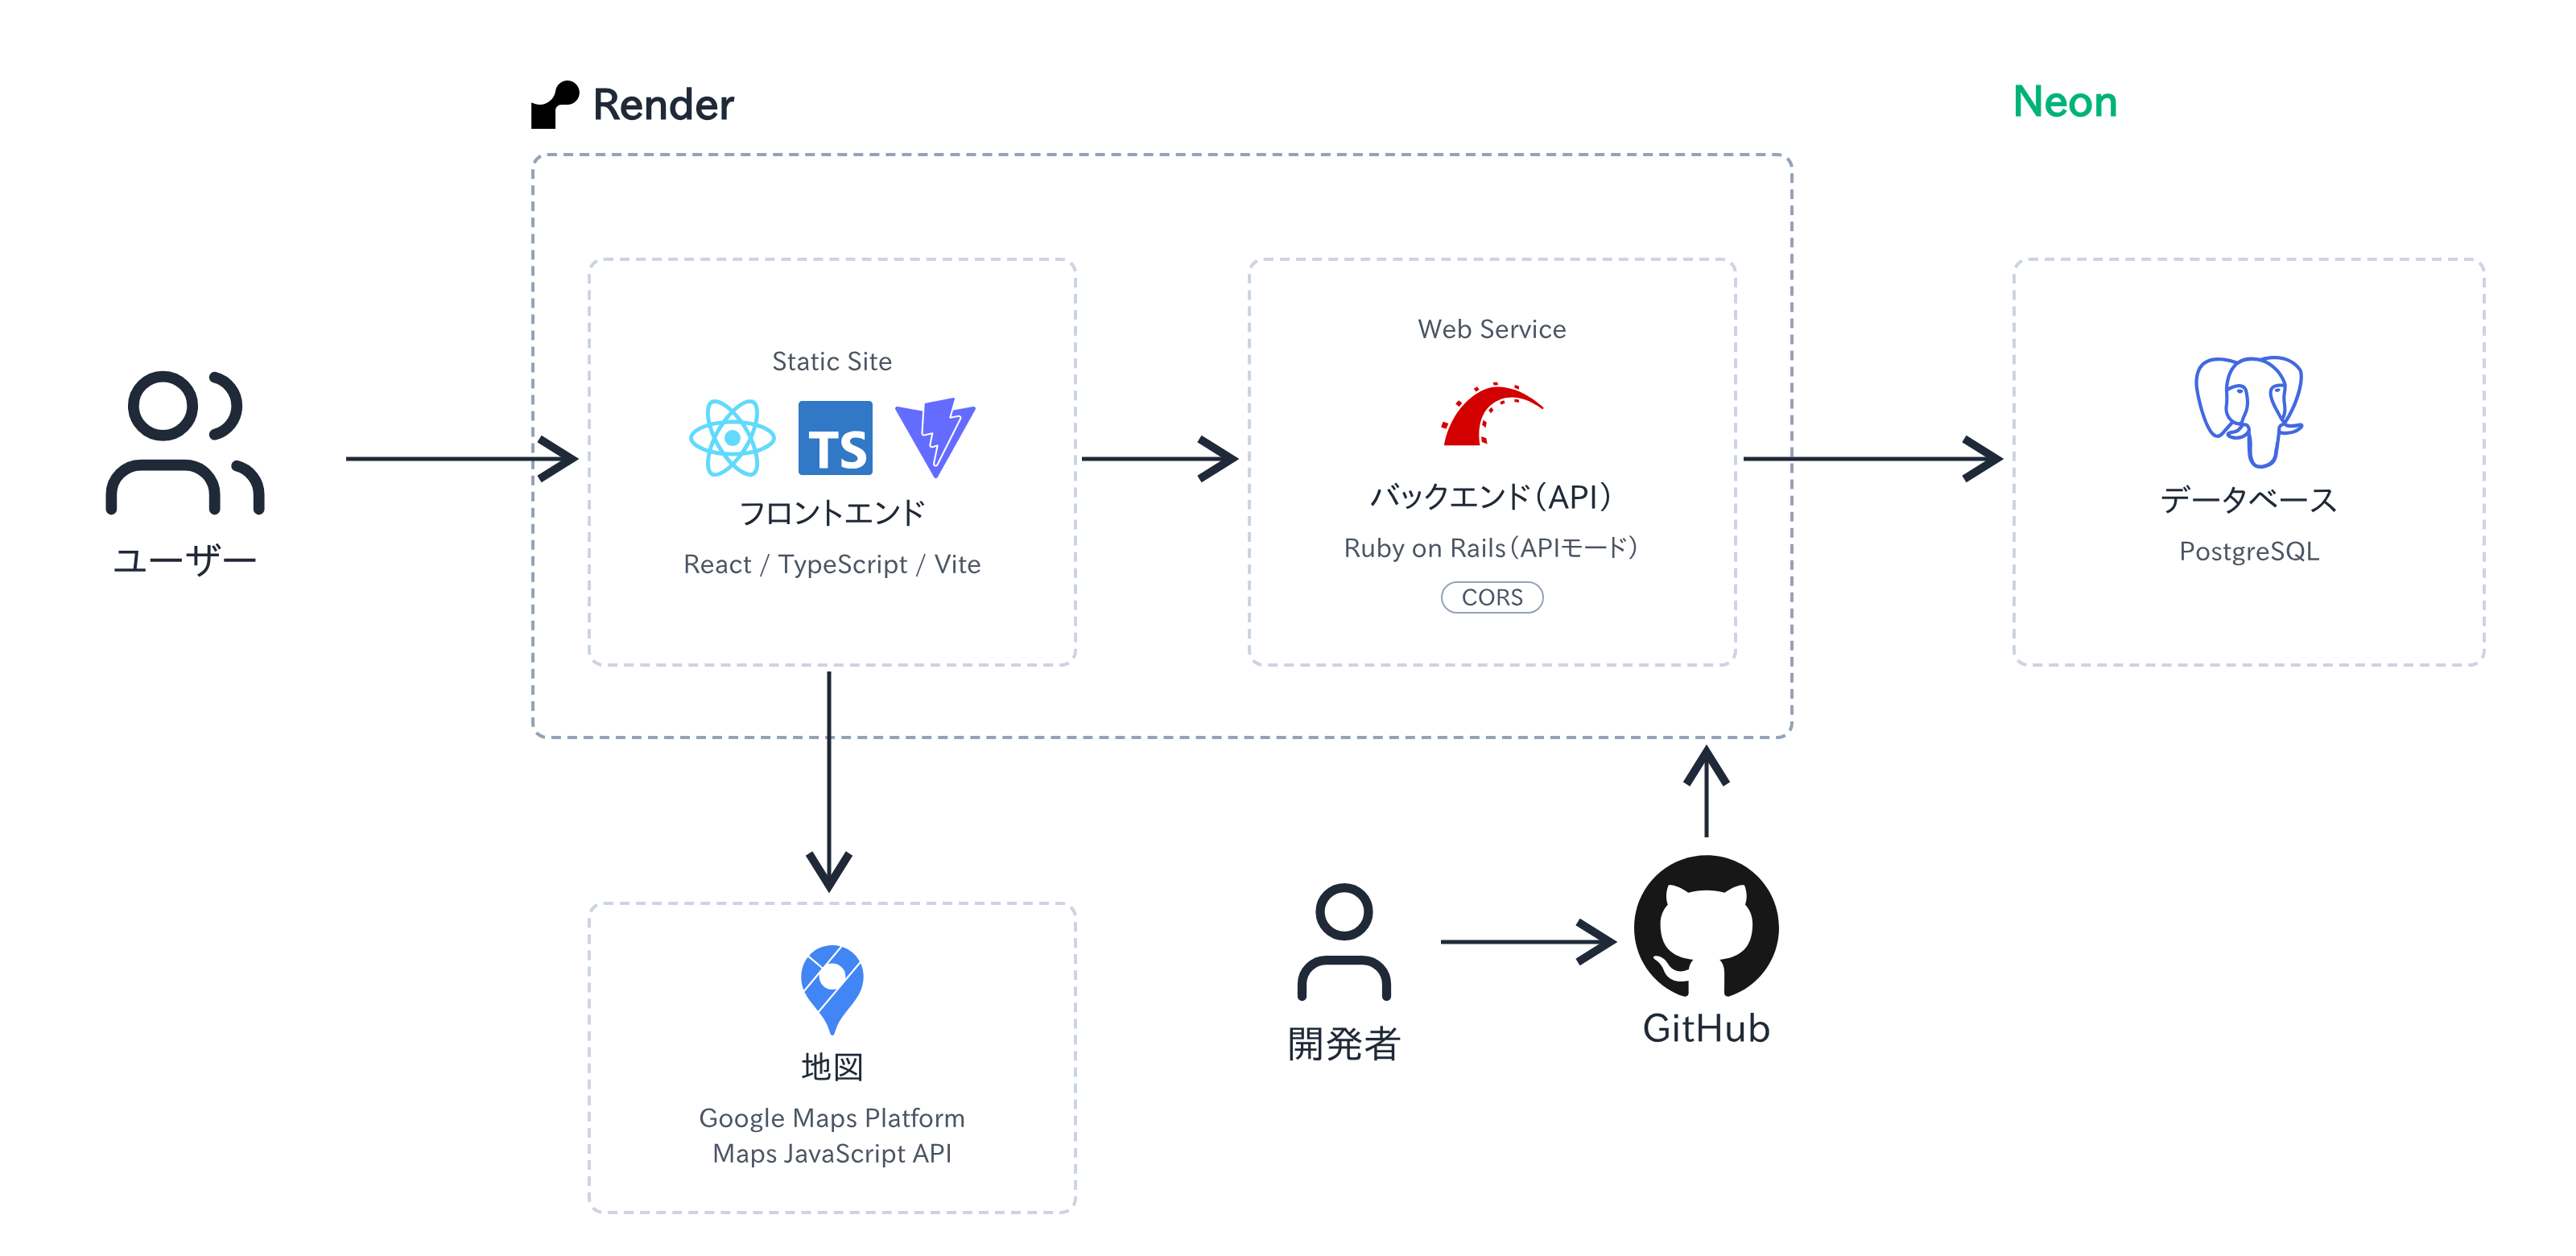 Render
Neon
Static Site
TS
フロントエンド
React / TypeScript / Vite
Web Service
バックエンド（API）
Ruby on Rails（APIモード）
CORS
データベース
PostgreSQL
ユーザー
地図
Google Maps Platform
Maps JavaScript API
開発者
GitHub